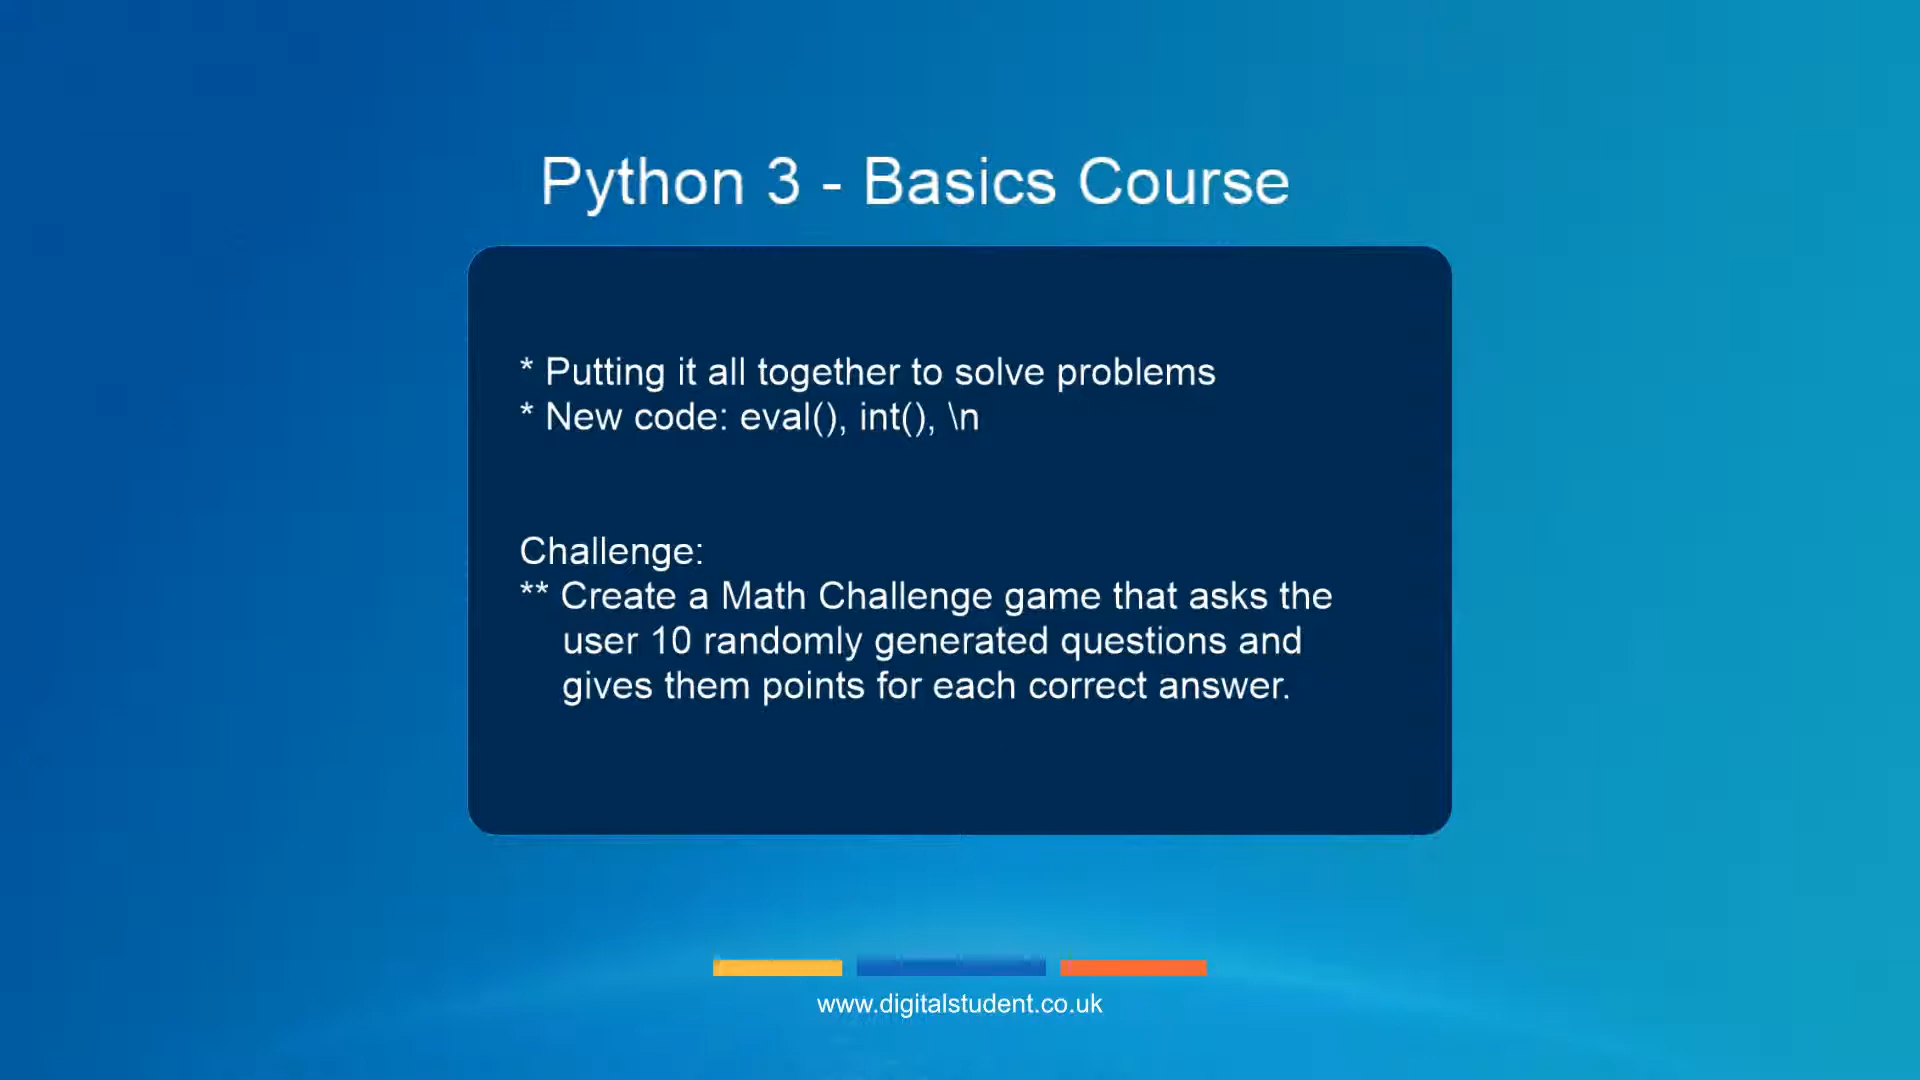 Python 3 - Basics Course
* Putting it all together to solve problems
* New code: eval(), int(), \n
Challenge:
** Create a Math Challenge game that asks the
user 10 randomly generated questions and
gives them points for each correct answer.
www.digitalstudent.co.uk